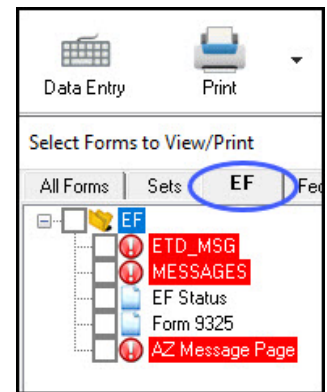 Data Entry Print
Select Forms to View/Print
All Forms Sets EF Fed
EF
ETD_MSG
MESSAGES
EF Status
Form 9325
AZ Message Page